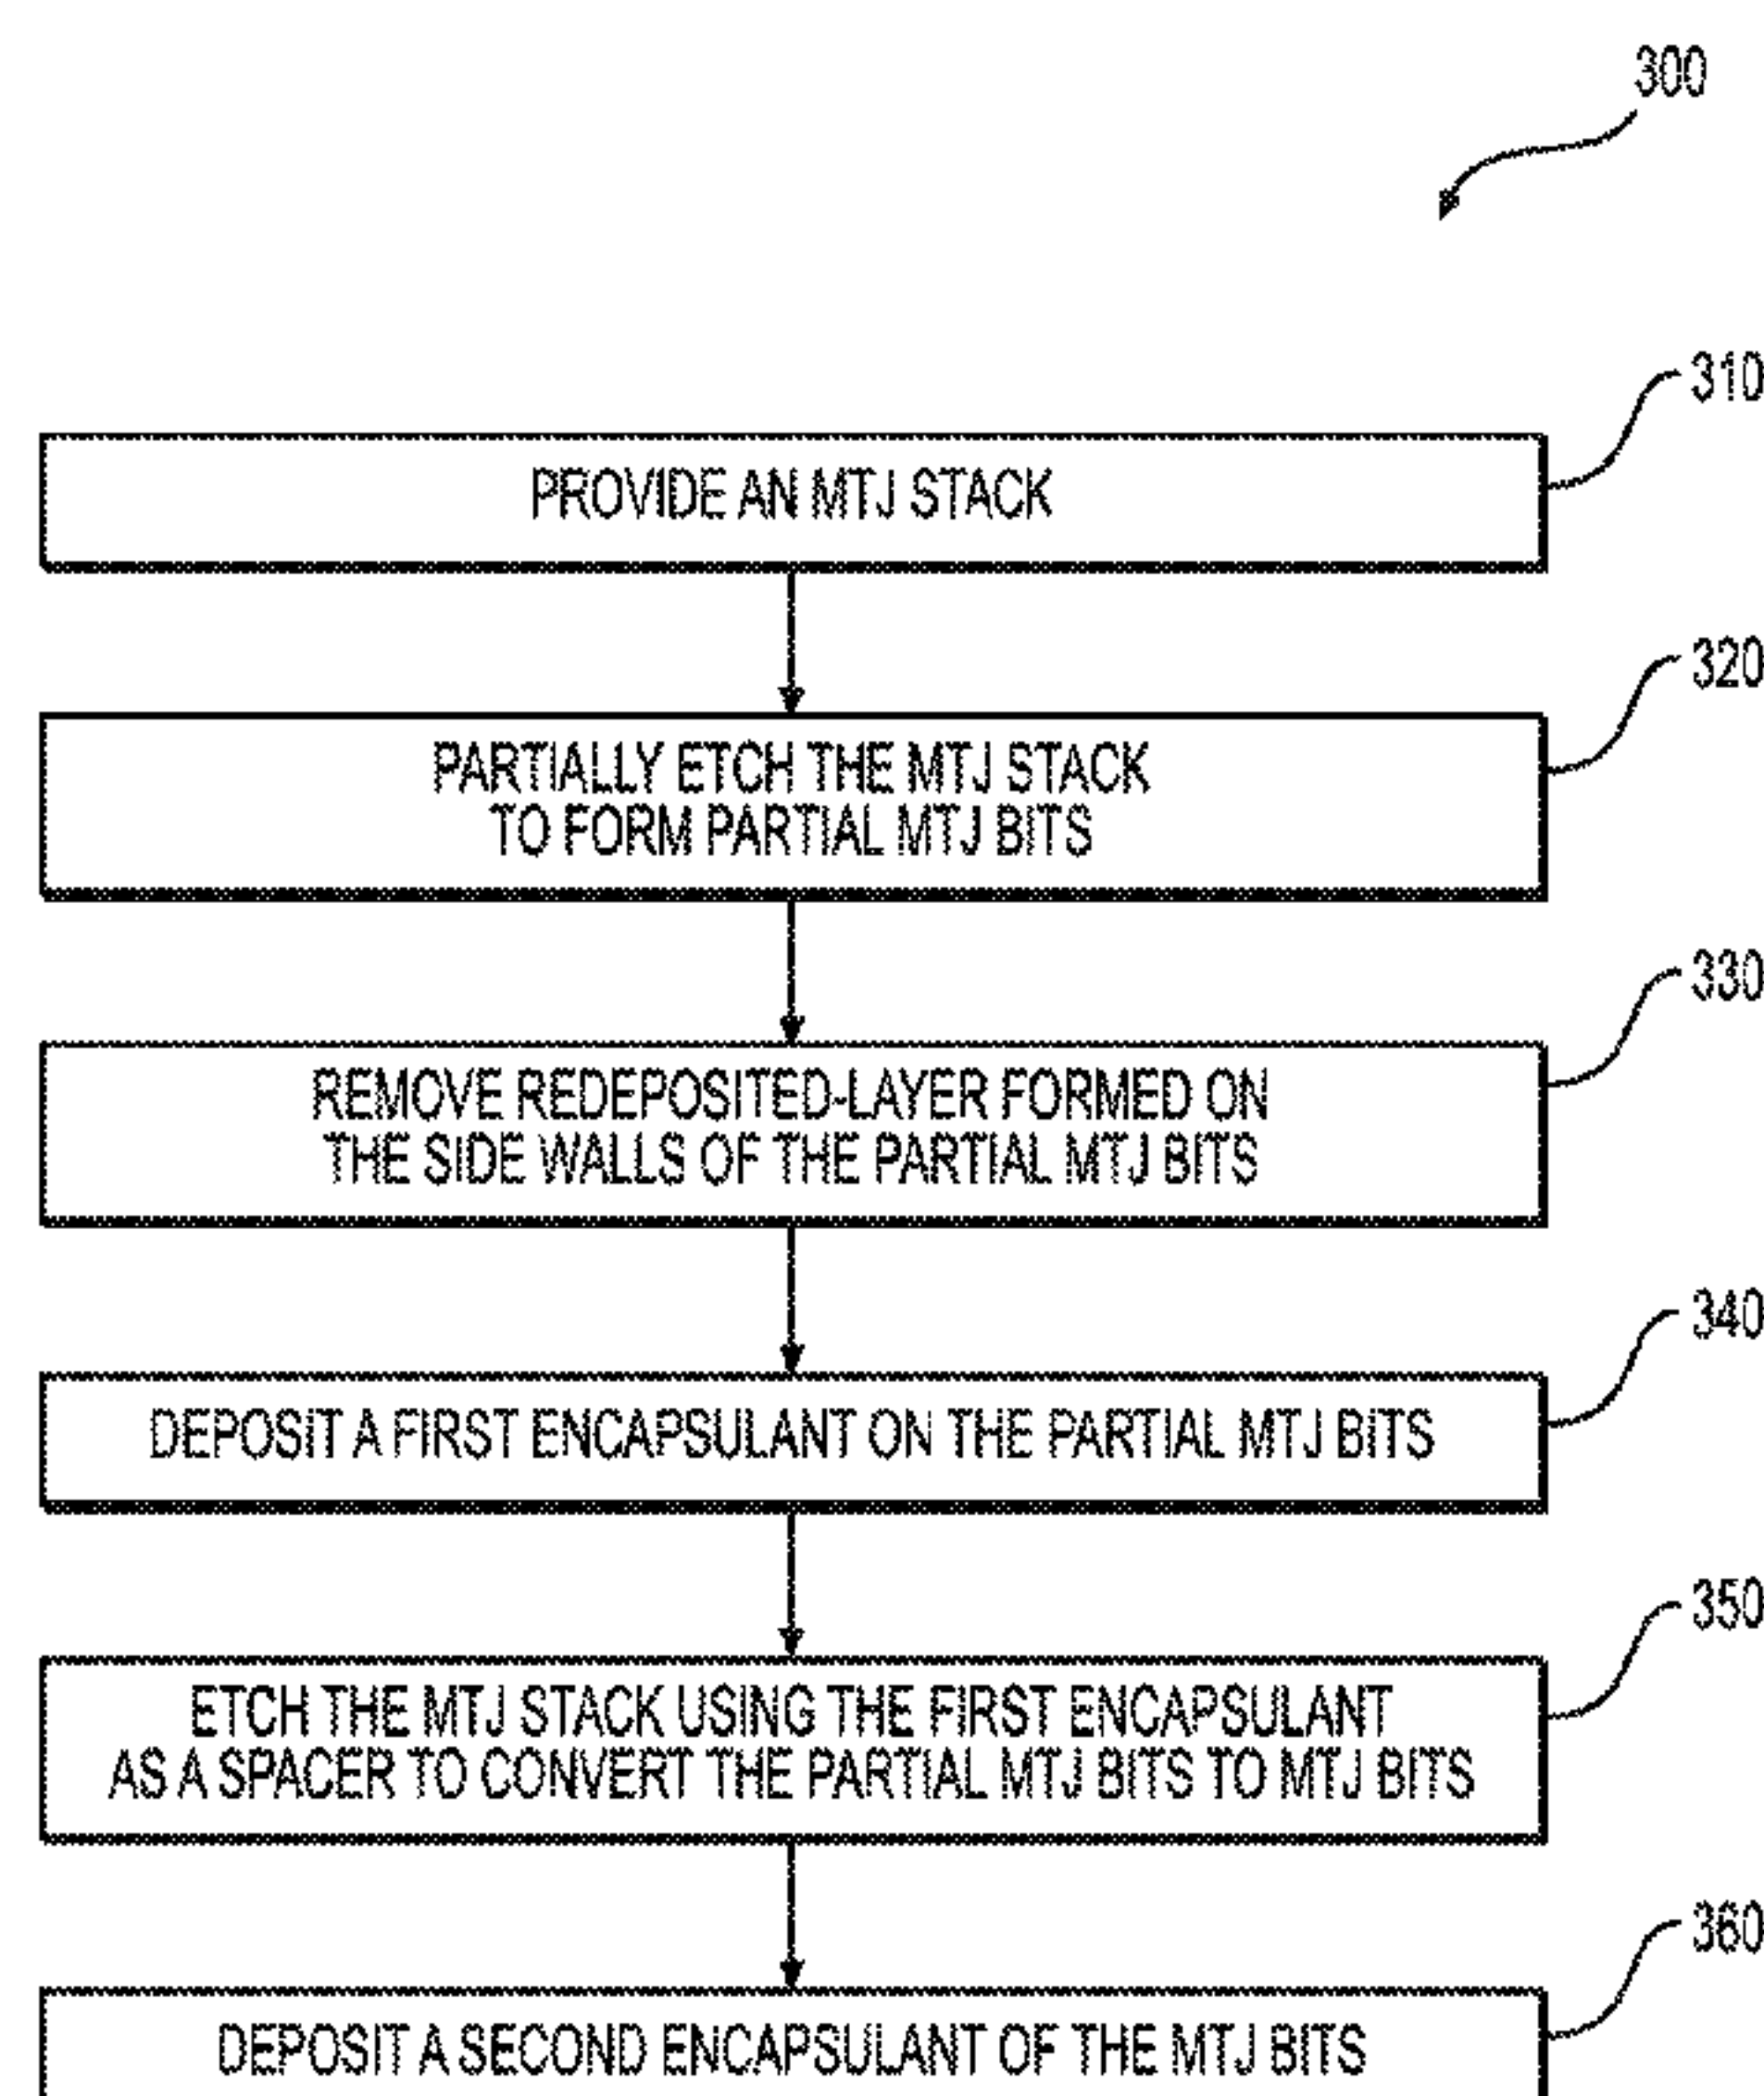 300
310
PROVIDE AN MTJ STACK
320
PARTIALLY ETCH THE MTJ STACK
TO FORM PARTIAL MTJ BITS
330
REMOVE REDEPOSITED-LAYER FORMED ON
THE SIDE WALLS OF THE PARTIAL MTJ BITS
340
DEPOSIT A FIRST ENCAPSULANT ON THE PARTIAL MTJ BITS
350
ETCH THE MTJ STACK USING THE FIRST ENCAPSULANT
AS A SPACER TO CONVERT THE PARTIAL MTJ BITS TO MTJ BITS
360
DEPOSIT A SECOND ENCAPSULANT OF THE MTJ BITS